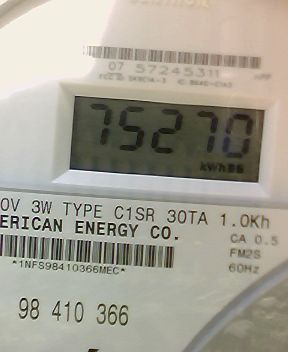 07 57245311
75270
kWh
0V 3W TYPE C1SR 30TA 1.0Kh
ERICAN ENERGY CO.
CA 0.5
FM2S
60Hz
*1NFS98410366MEC*
98 410 366